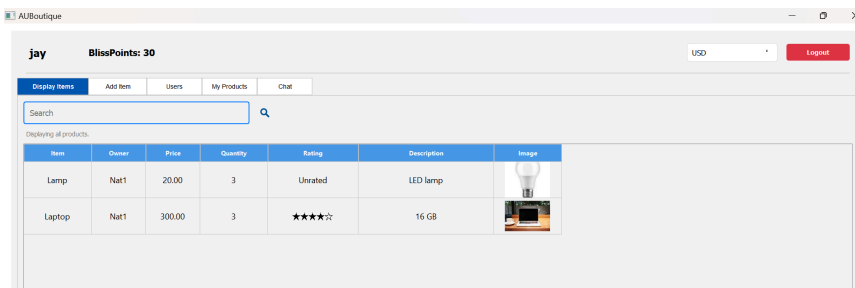 AUBoutique
jay BlissPoints: 30 USD Logout
Display Items Add Item Users My Products Chat
Search
Displaying all products.
Item Owner Price Quantity Rating Description Image
Lamp Nat1 20.00 3 Unrated LED lamp
Laptop Nat1 300.00 3 ★★★★☆ 16 GB